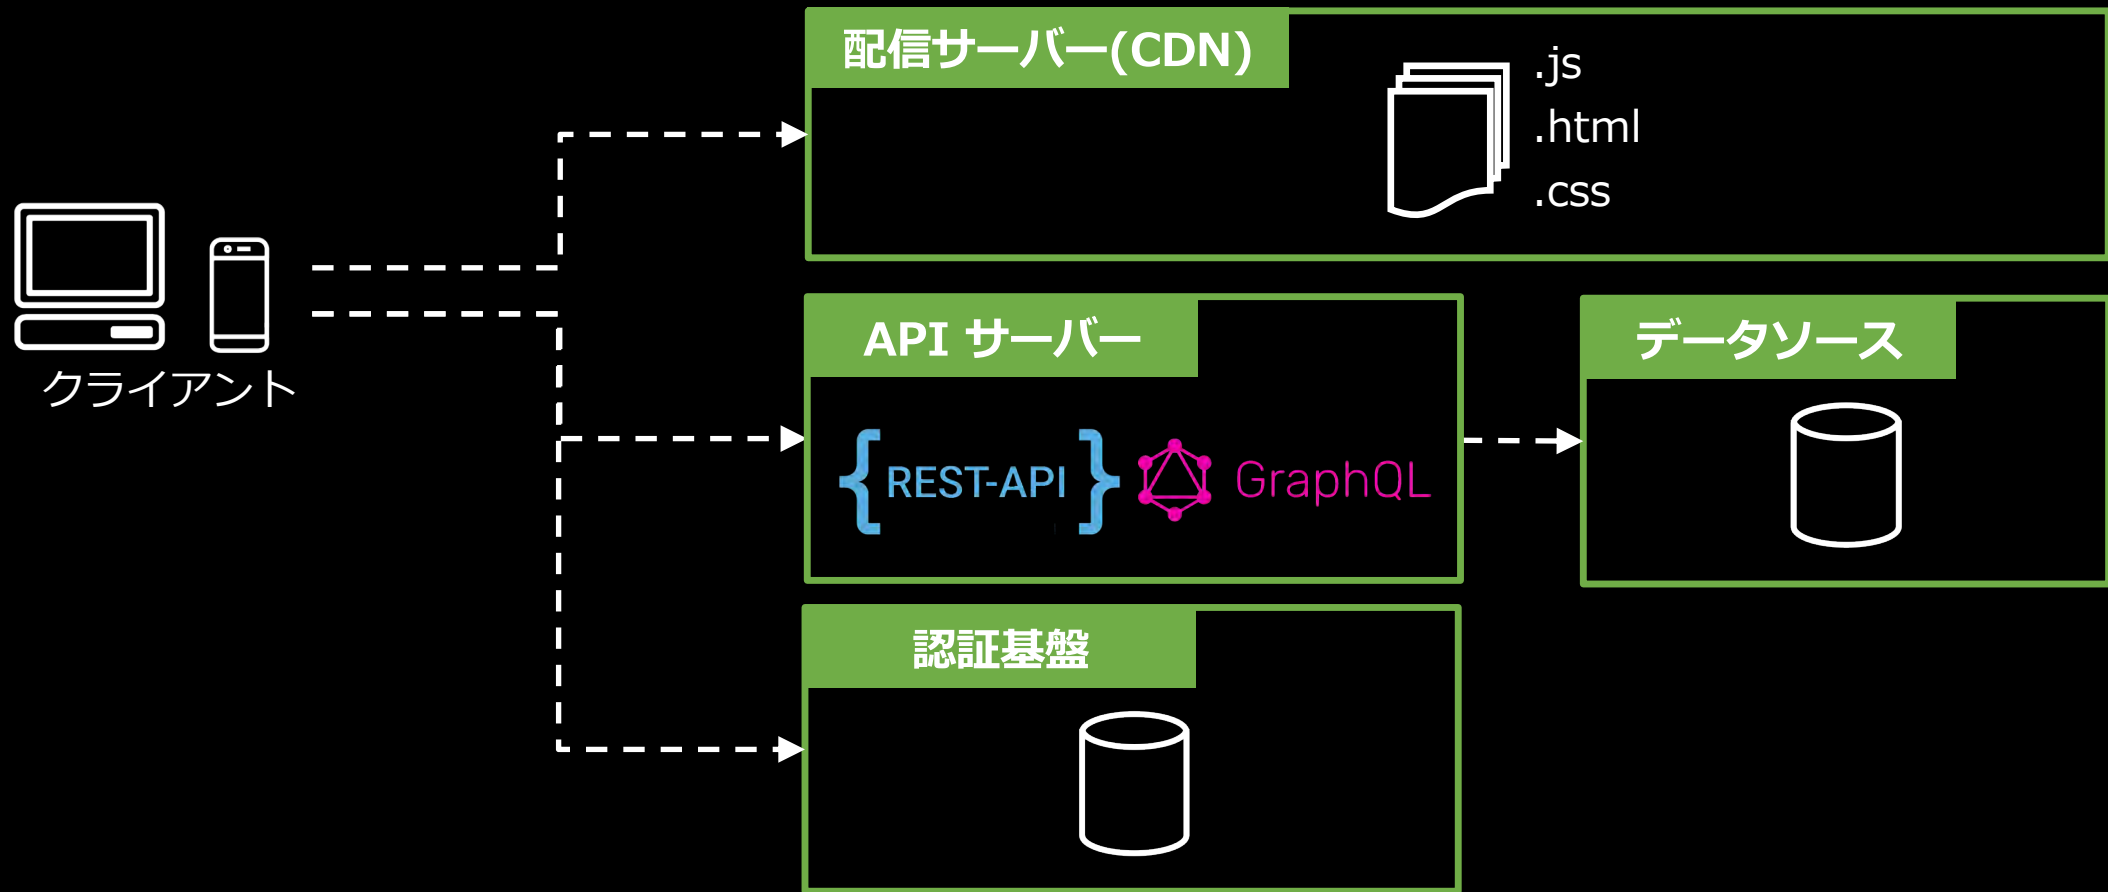 配信サーバー(CDN)
.js
.html
.css
クライアント
API サーバー
{REST-API}
GraphQL
データソース
認証基盤